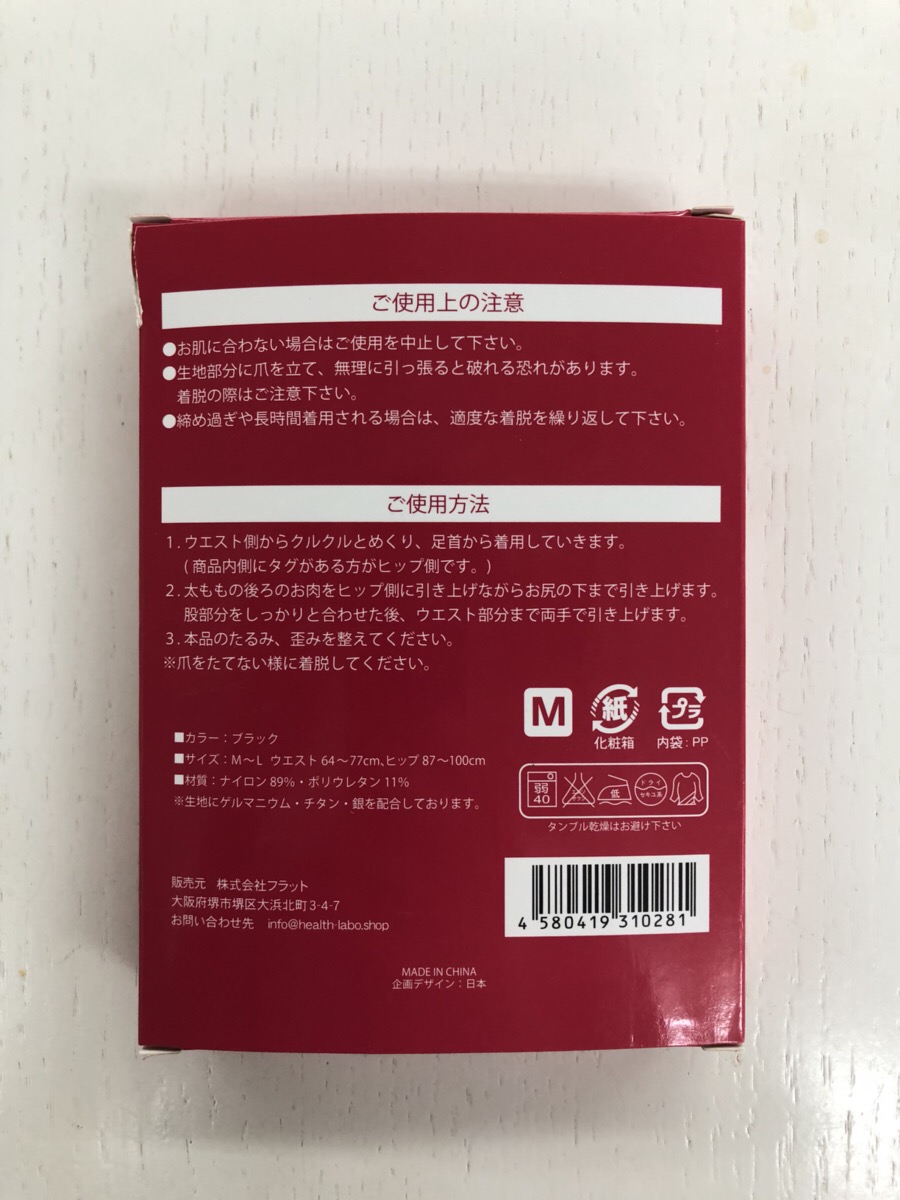 ご使用上の注意
●お肌に合わない場合はご使用を中止して下さい。
●生地部分に爪を立て、無理に引っ張ると破れる恐れがあります。
着脱の際はご注意下さい。
●締め過ぎや長時間着用される場合は、適度な着脱を繰り返して下さい。
ご使用方法
1. ウエスト側からクルクルとめくり、足首から着用していきます。
(商品内側にタグがある方がヒップ側です。)
2. 太ももの後ろのお肉をヒップ側に引き上げながらお尻の下まで引き上げます。
股部分をしっかりと合わせた後、ウエスト部分まで両手で引き上げます。
3. 本品のたるみ、歪みを整えてください。
※爪をたてない様に着脱してください。
M
紙
化粧箱
プラ
内袋：PP
■カラー：ブラック
■サイズ：M〜L ウエスト 64〜77cm、ヒップ 87〜100cm
■材質：ナイロン 89%・ポリウレタン 11%
※生地にゲルマニウム・チタン・銀を配合しております。
弱
40
低
ドライ
セキユ系
タンブル乾燥はお避け下さい
販売元 株式会社フラット
大阪府堺市堺区大浜北町3-4-7
お問い合わせ先 info@health-labo.shop
4 580419 310281
MADE IN CHINA
企画デザイン：日本